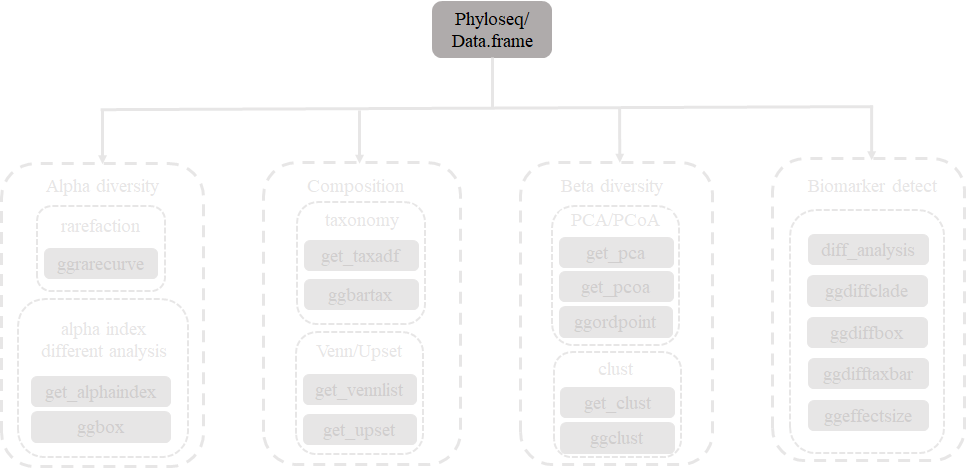 Phyloseq/
Data.frame
Alpha diversity
rarefaction
ggrarecurve
alpha index
different analysis
get_alphaindex
ggbox
Composition
taxonomy
get_taxadf
ggbartax
Venn/Upset
get_vennlist
get_upset
Beta diversity
PCA/PCoA
get_pca
get_pcoa
ggordpoint
clust
get_clust
ggclust
Biomarker detect
diff_analysis
ggdiffclade
ggdiffbox
ggdifftaxbar
ggeffectsize